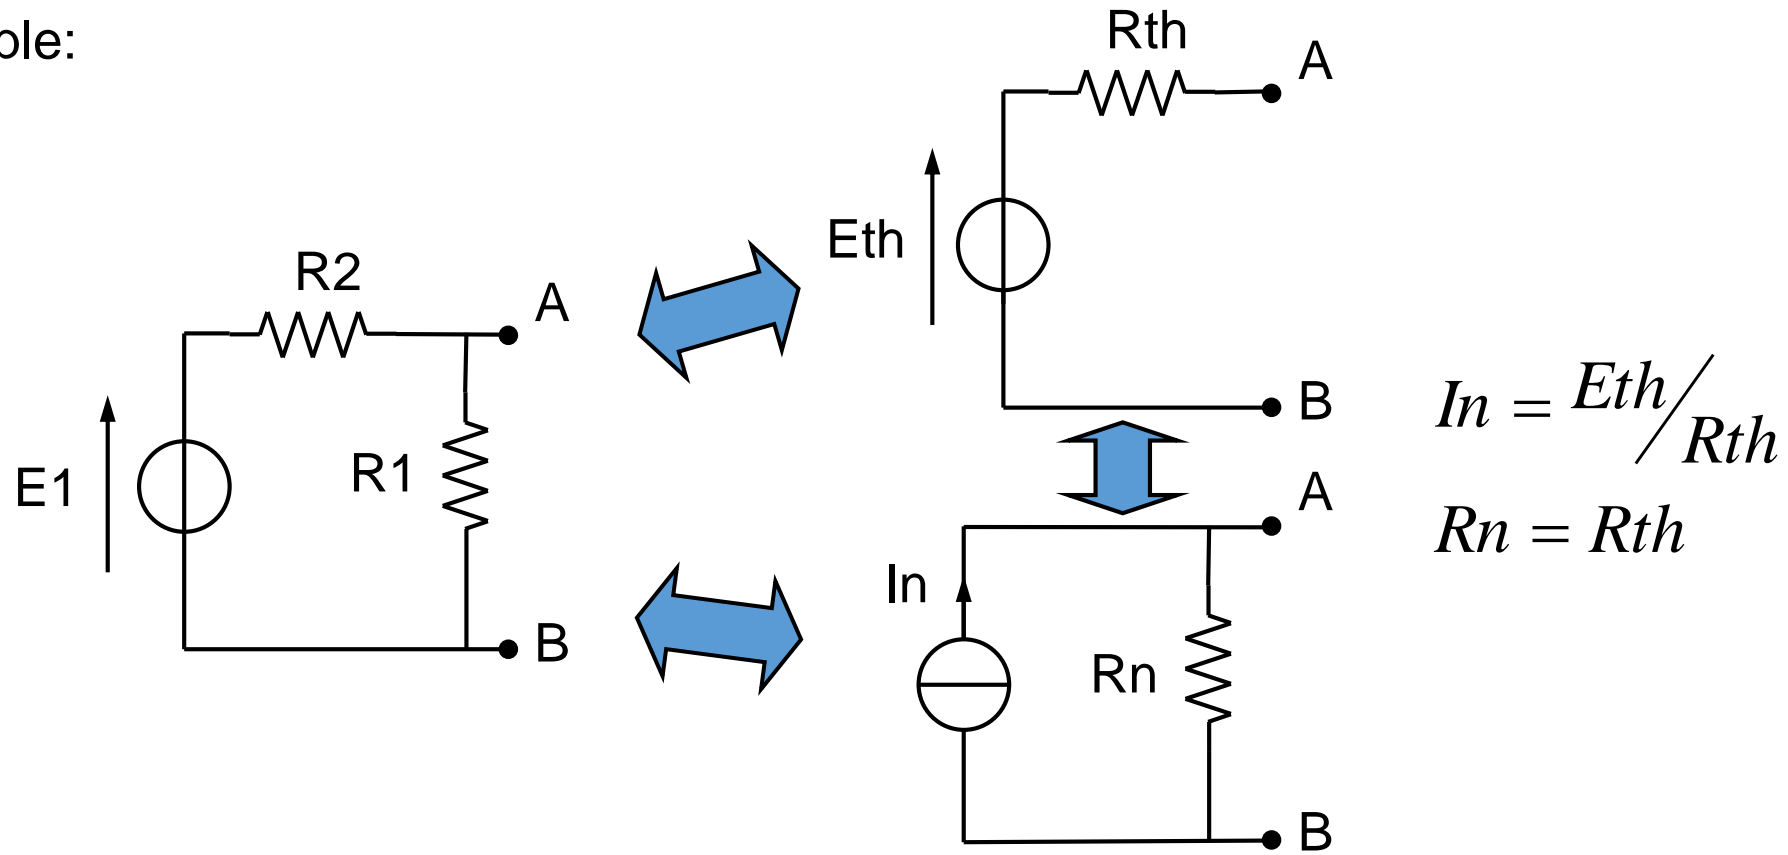 ple:
Rth
A
Eth
R2
A
B
E1
R1
In = Eth/Rth
A
Rn = Rth
In
B
Rn
B